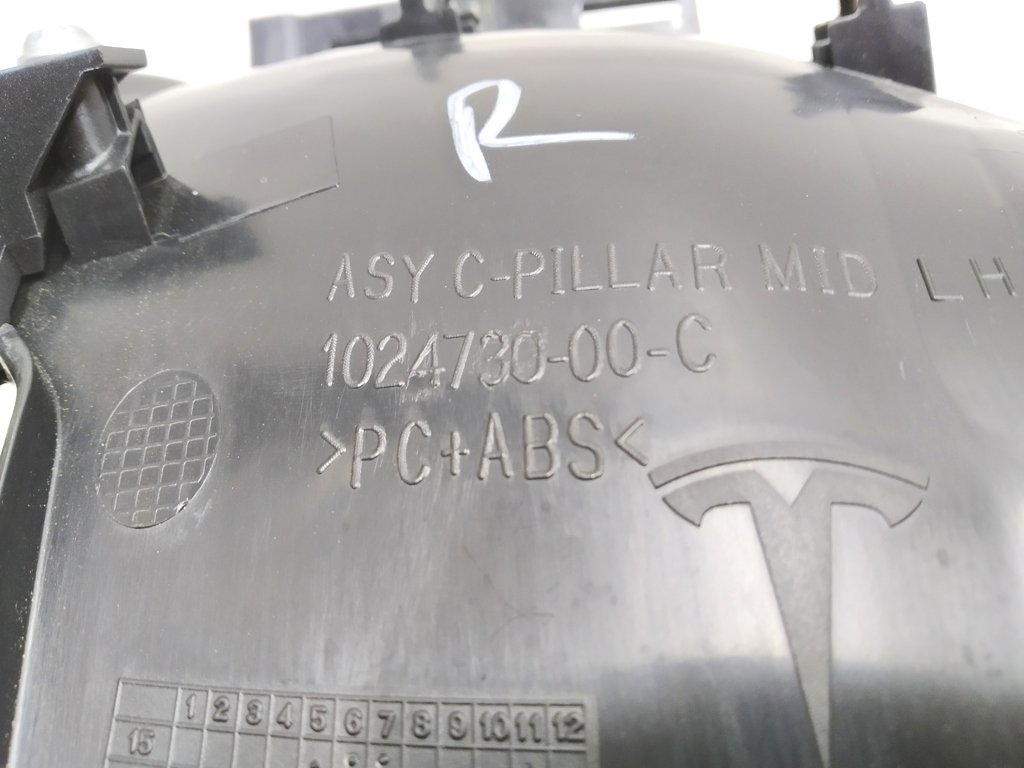 R
ASY C-PILLAR MID LH
1024730-00-C
>PC+ABS<
1 2 3 4 5 6 7 8 9 10 11 12
15